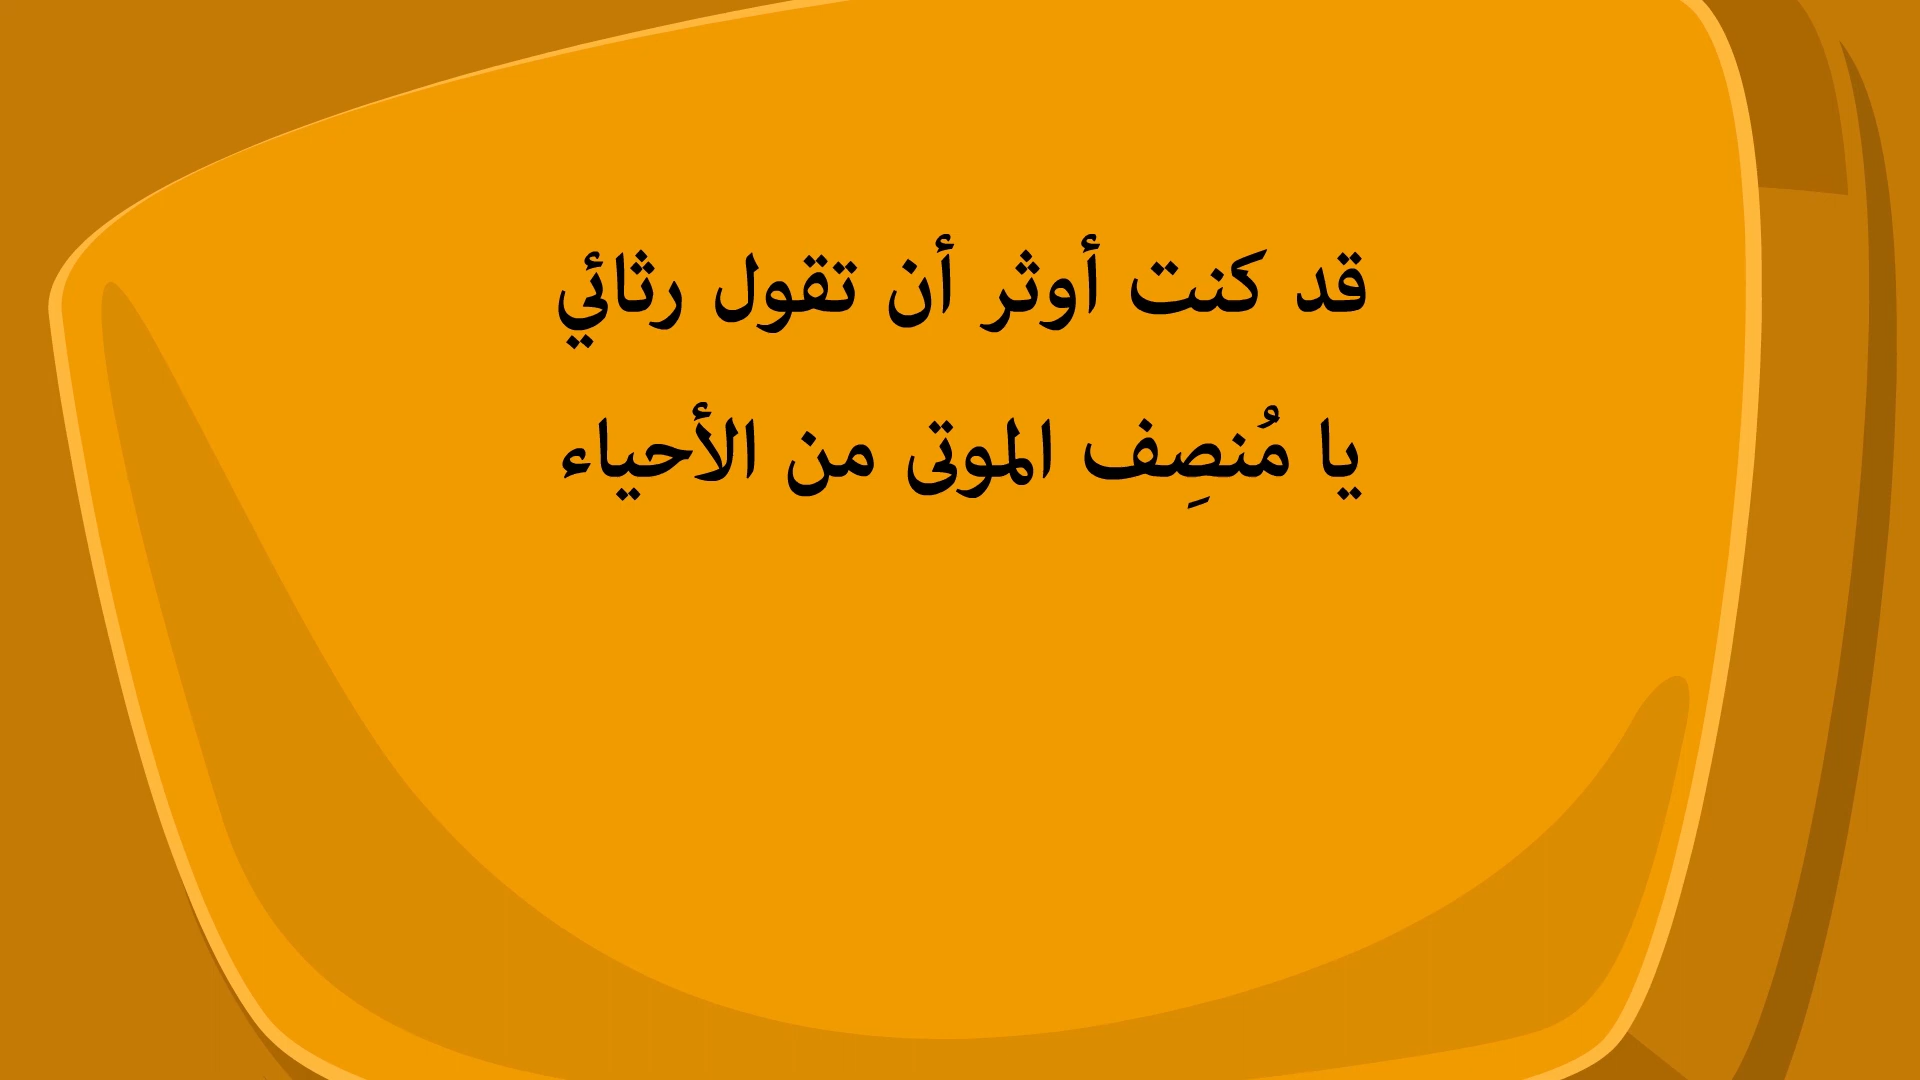 قد كنت أوثر أن تقول رثائي
يا مُنصِف الموتى من الأحياء